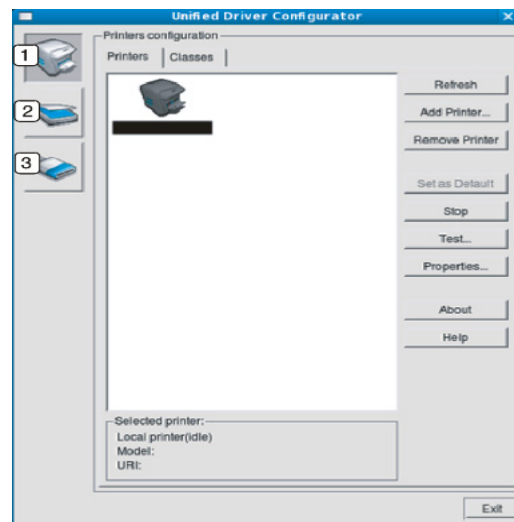 Unified Driver Configurator
Printers configuration
Printers
Classes
1
2
3
Refresh
Add Printer...
Remove Printer
Set as Default
Stop
Test...
Properties...
About
Help
Selected printer:
Local printer(idle)
Model:
URI:
Exit